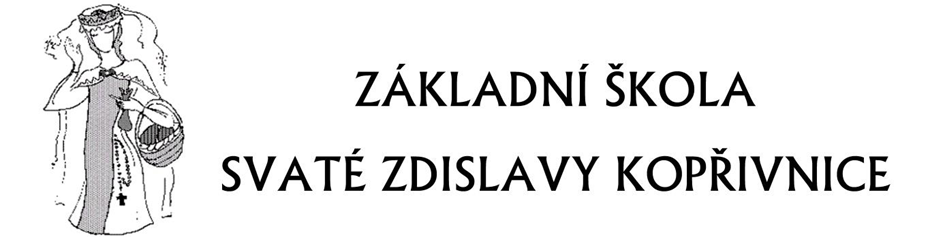 ZÁKLADNÍ ŠKOLA
SVATÉ ZDISLAVY KOPŘIVNICE